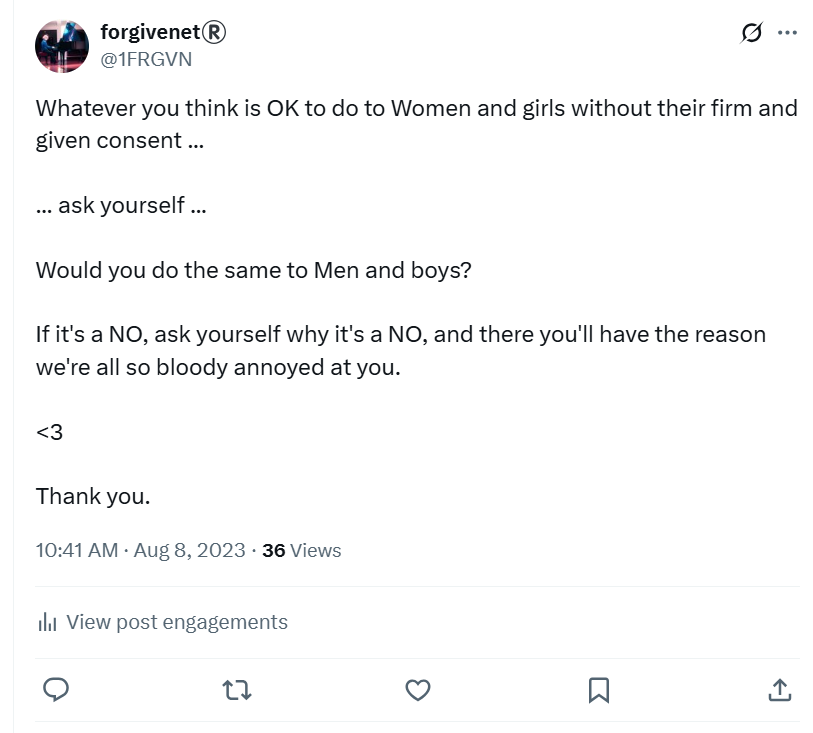 forgivenet®
@1FRGVN
Whatever you think is OK to do to Women and girls without their firm and
given consent ...
... ask yourself ...
Would you do the same to Men and boys?
If it's a NO, ask yourself why it's a NO, and there you'll have the reason
we're all so bloody annoyed at you.
<3
Thank you.
10:41 AM · Aug 8, 2023 · 36 Views
View post engagements